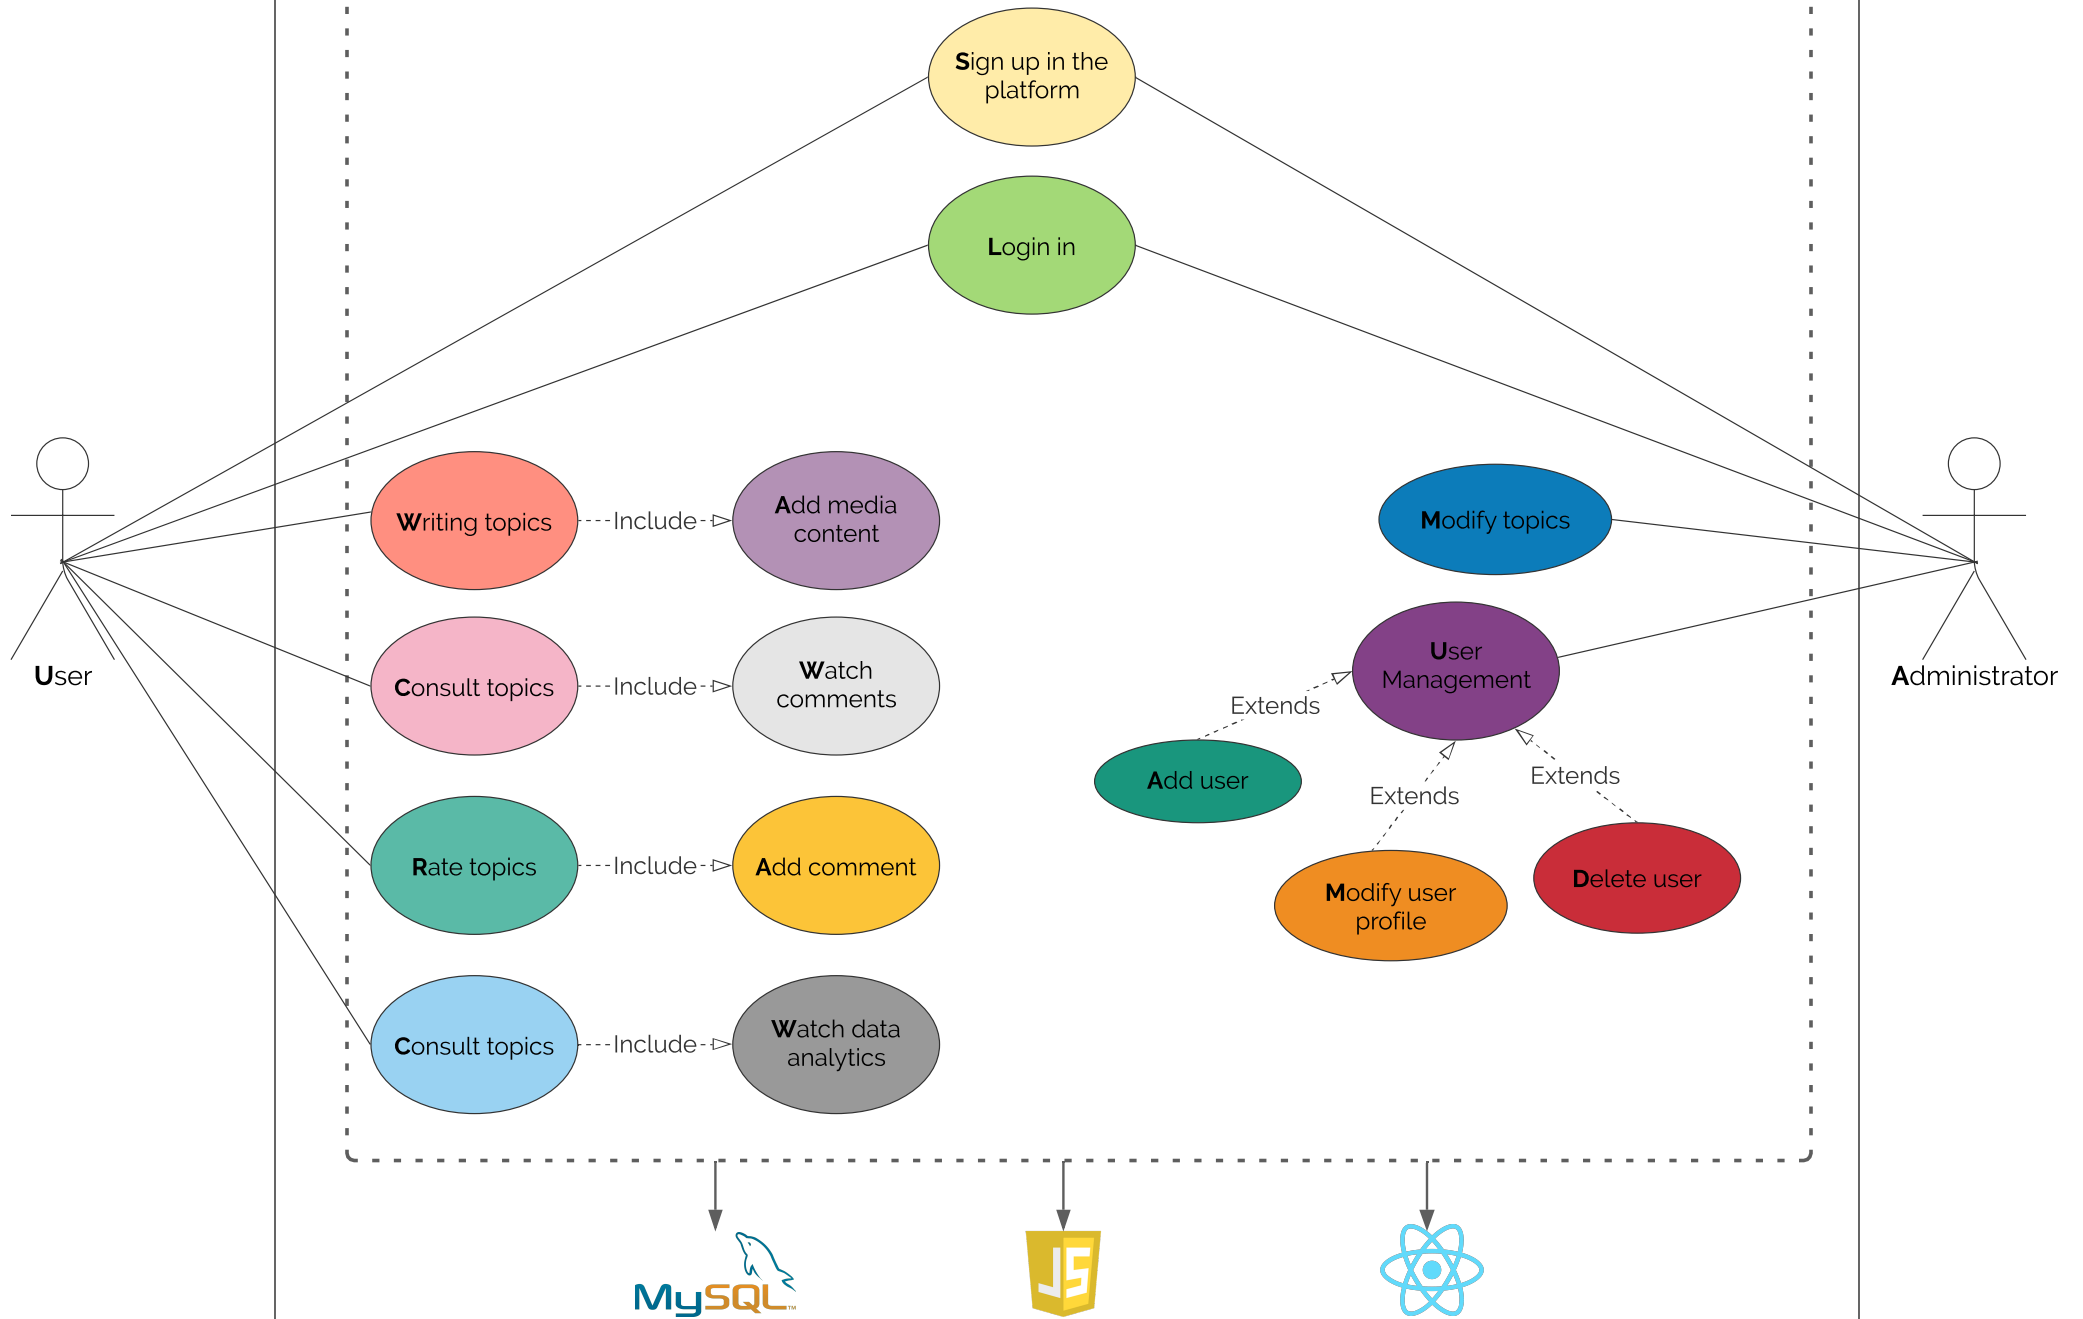 Sign up in the
platform
Login in
Writing topics
Include
Add media
content
Modify topics
Consult topics
Include
Watch
comments
User
Management
User
Administrator
Extends
Add user
Extends
Extends
Rate topics
Include
Add comment
Modify user
profile
Delete user
Consult topics
Include
Watch data
analytics
MySQL™
JS